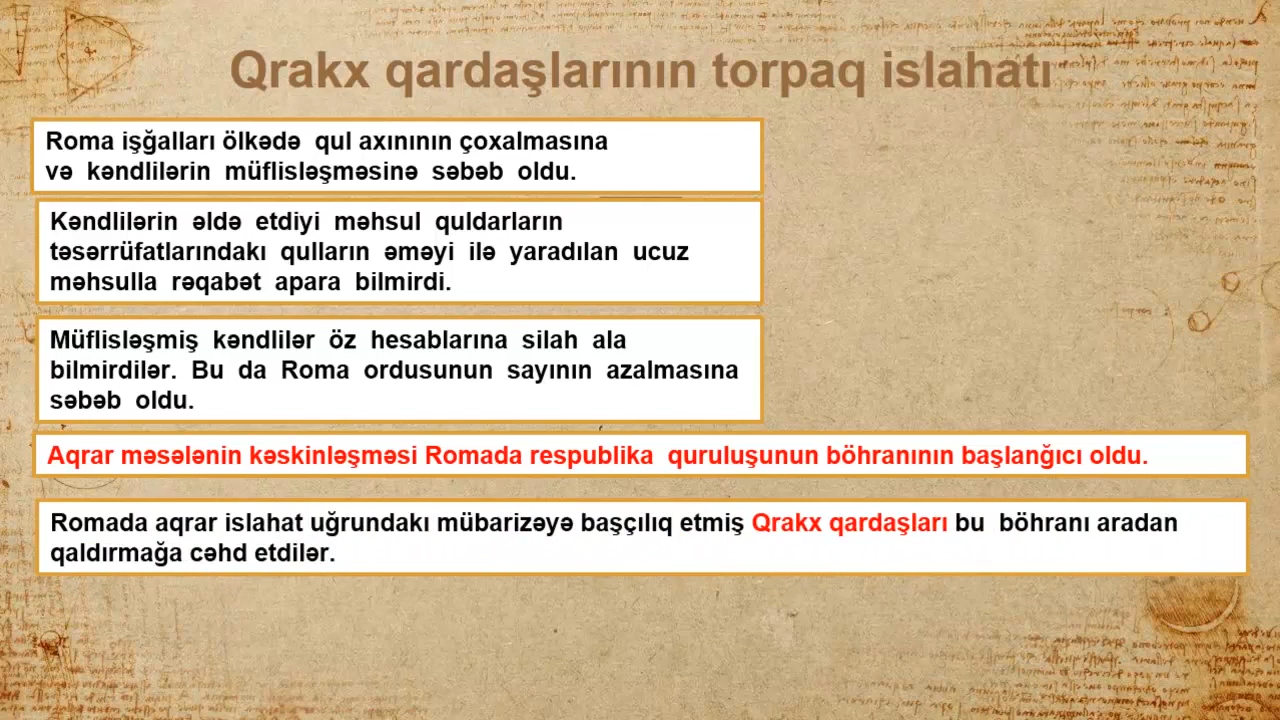 Qrakx qardaşlarının torpaq islahatı
Roma işğalları ölkədə qul axınının çoxalmasına
və kəndlilərin müflisləşməsinə səbəb oldu.
Kəndlilərin əldə etdiyi məhsul quldarların
təsərrüfatlarındakı qulların əməyi ilə yaradılan ucuz
məhsulla rəqabət apara bilmirdi.
Müflisləşmiş kəndlilər öz hesablarına silah ala
bilmirdilər. Bu da Roma ordusunun sayının azalmasına
səbəb oldu.
Aqrar məsələnin kəskinləşməsi Romada respublika quruluşunun böhranının başlanğıcı oldu.
Romada aqrar islahat uğrundakı mübarizəyə başçılıq etmiş Qrakx qardaşları bu böhranı aradan
qaldırmağa cəhd etdilər.